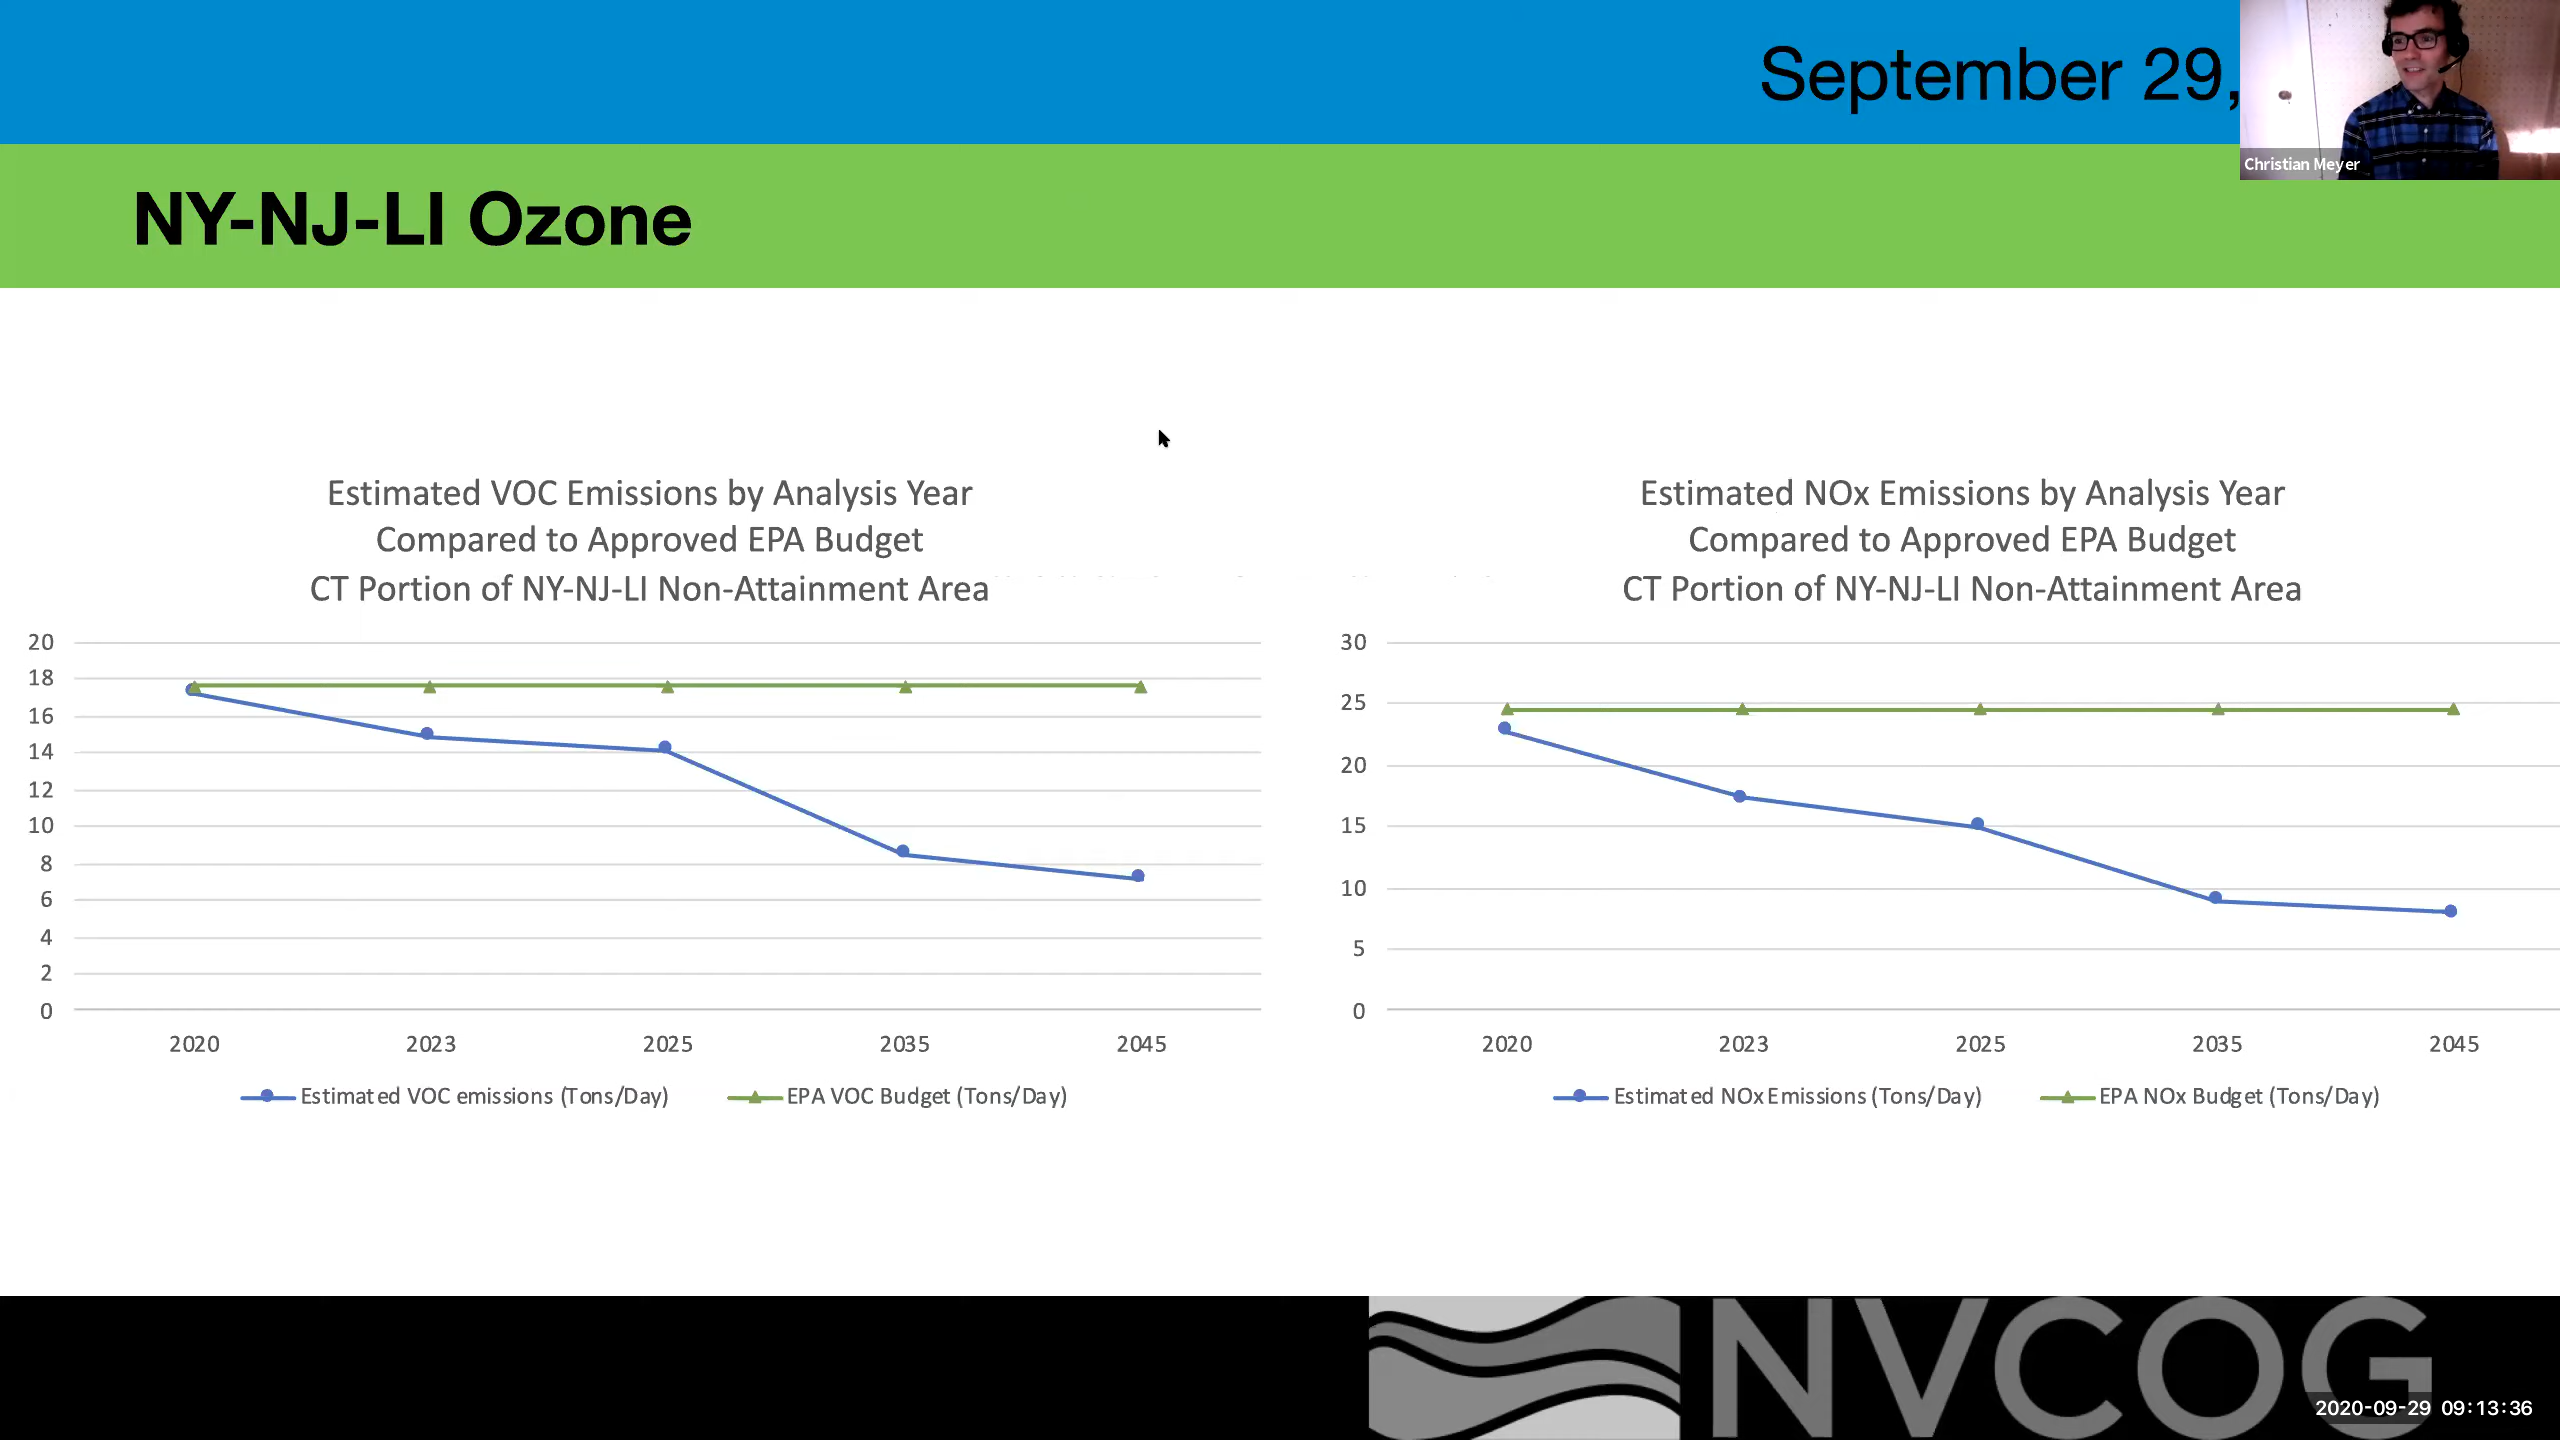 September 29,
Christian Meyer
NY-NJ-LI Ozone
Estimated VOC Emissions by Analysis Year
Compared to Approved EPA Budget
CT Portion of NY-NJ-LI Non-Attainment Area
20
18
16
14
12
10
8
6
4
2
0
2020 2023 2025 2035 2045
Estimated VOC emissions (Tons/Day) EPA VOC Budget (Tons/Day)
Estimated NOx Emissions by Analysis Year
Compared to Approved EPA Budget
CT Portion of NY-NJ-LI Non-Attainment Area
30
25
20
15
10
5
0
2020 2023 2025 2035 2045
Estimated NOx Emissions (Tons/Day) EPA NOx Budget (Tons/Day)
NVCOG
2020-09-29 09:13:36